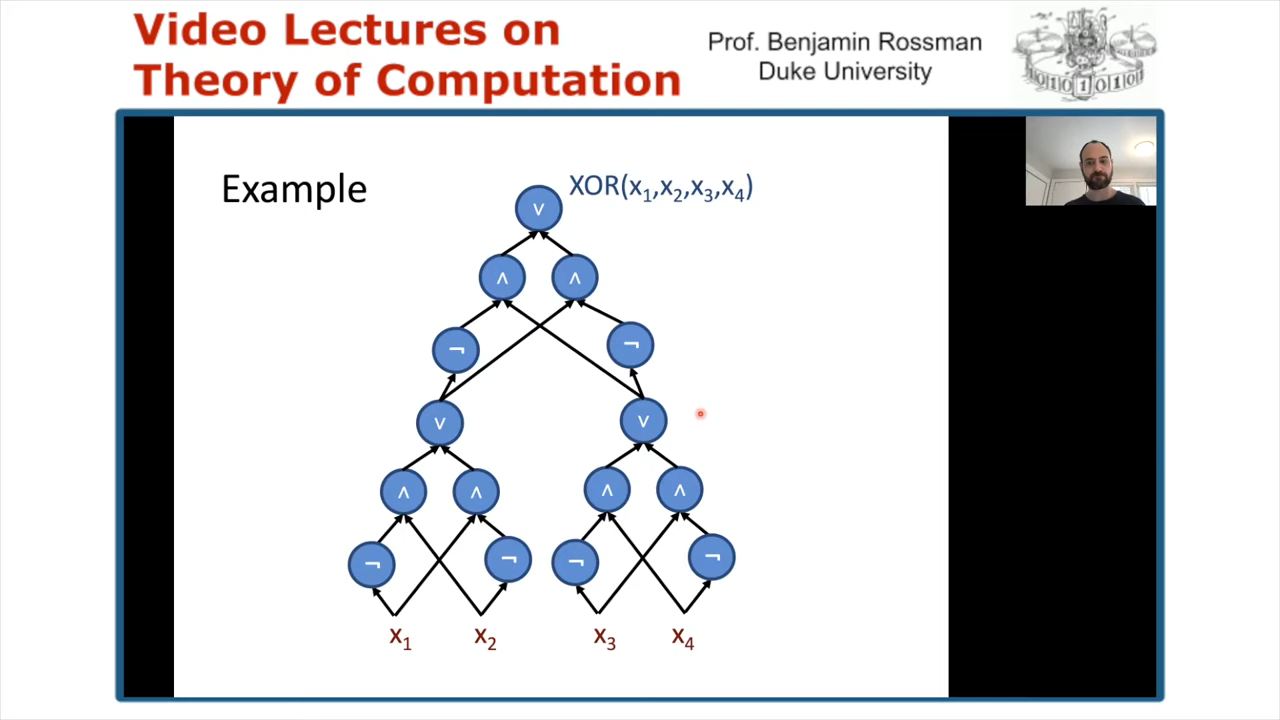 Video Lectures on
Theory of Computation
Prof. Benjamin Rossman
Duke University
Example
XOR(x₁,x₂,x₃,x₄)
∨
∧ ∧
¬ ¬
∨ ∨
∧ ∧ ∧ ∧
¬ ¬ ¬ ¬
x₁ x₂ x₃ x₄